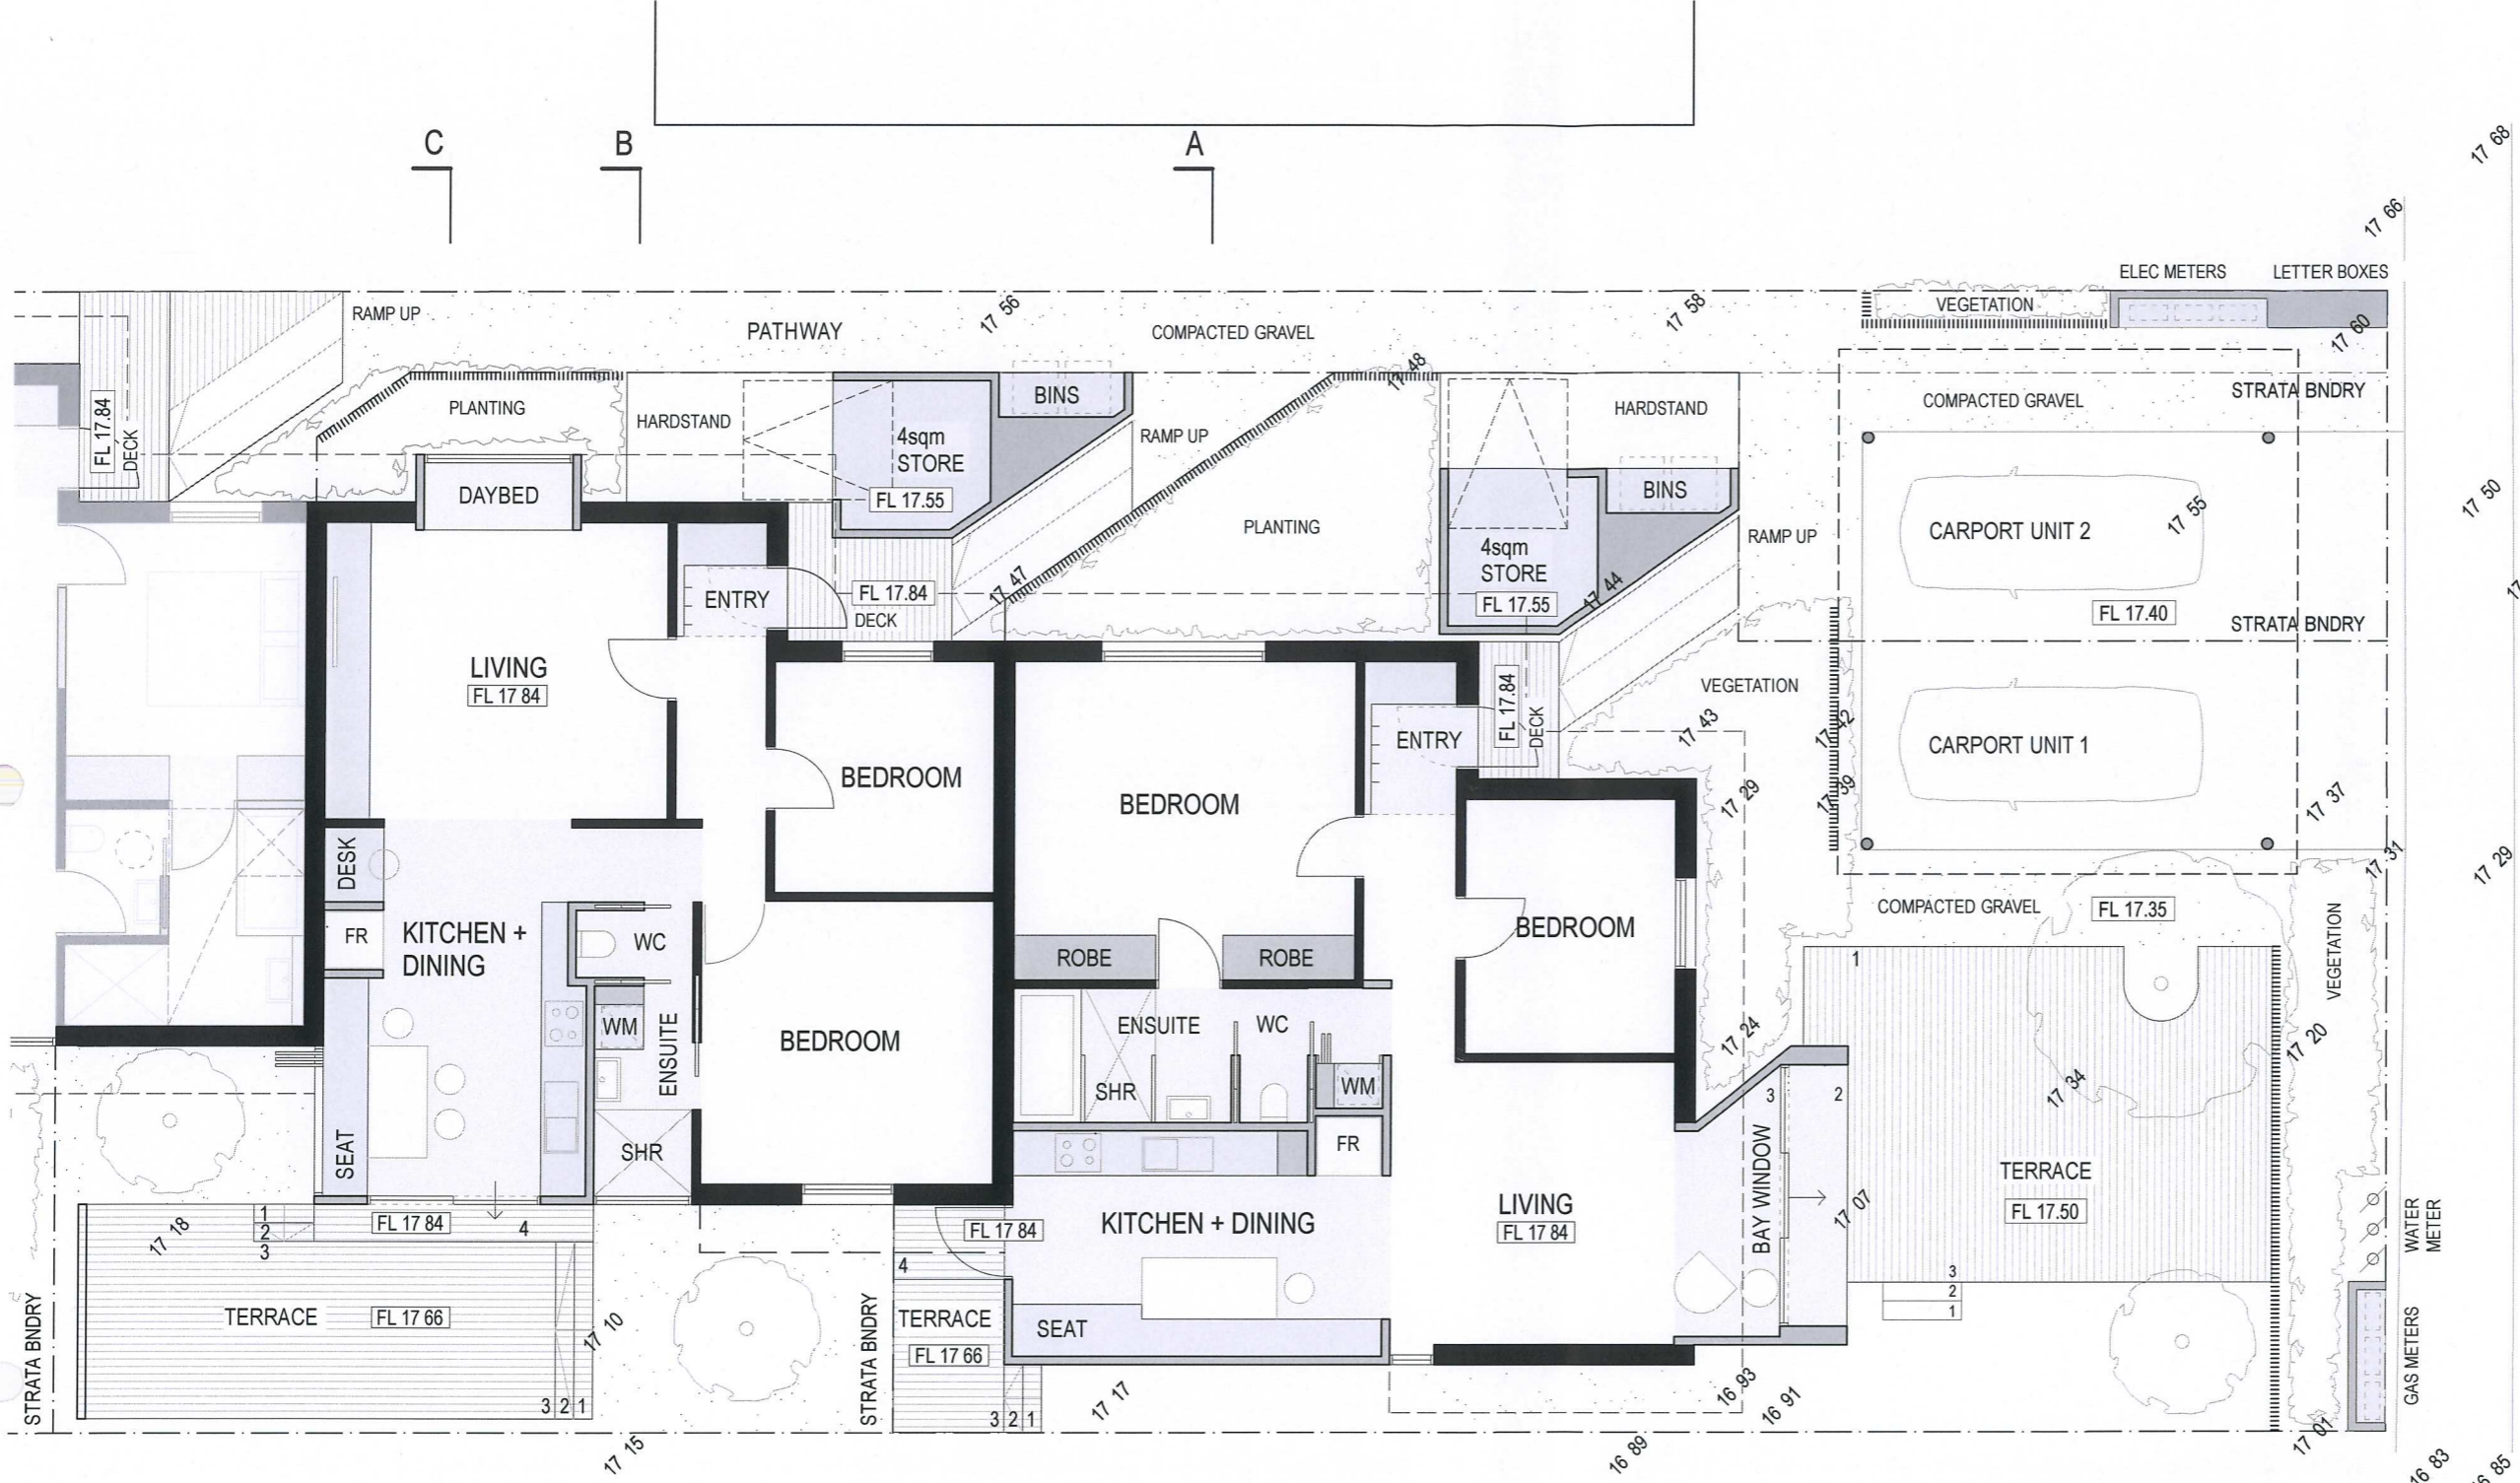 C
B
A
17 68
17 66
ELEC METERS
LETTER BOXES
RAMP UP
PATHWAY
17 56
COMPACTED GRAVEL
17 58
VEGETATION
17 60
FL 17.84
DECK
PLANTING
HARDSTAND
4sqm
STORE
FL 17.55
BINS
RAMP UP
17 48
HARDSTAND
COMPACTED GRAVEL
STRATA BNDRY
DAYBED
PLANTING
BINS
4sqm
STORE
FL 17.55
17 44
RAMP UP
CARPORT UNIT 2
17 55
17 50
ENTRY
FL 17.84
DECK
17 47
FL 17.40
STRATA BNDRY
LIVING
FL 17 84
BEDROOM
BEDROOM
ENTRY
FL 17.84
DECK
VEGETATION
17 43
17 42
CARPORT UNIT 1
17 29
17 39
17 37
17 31
17 29
DESK
FR
KITCHEN +
DINING
WC
WM
ENSUITE
BEDROOM
ROBE
ROBE
BEDROOM
COMPACTED GRAVEL
FL 17.35
VEGETATION
1
ENSUITE
WC
SHR
WM
17 24
17 20
17 34
3
2
SEAT
SHR
FR
BAY WINDOW
17 07
TERRACE
FL 17.50
WATER
METER
17 18
1
2
3
FL 17 84
4
FL 17 84
KITCHEN + DINING
LIVING
FL 17 84
4
3
2
1
STRATA BNDRY
TERRACE
FL 17 66
17 10
3 2 1
STRATA BNDRY
TERRACE
FL 17 66
SEAT
3 2 1
17 17
16 93
16 91
GAS METERS
17 01
17 15
16 89
16 83